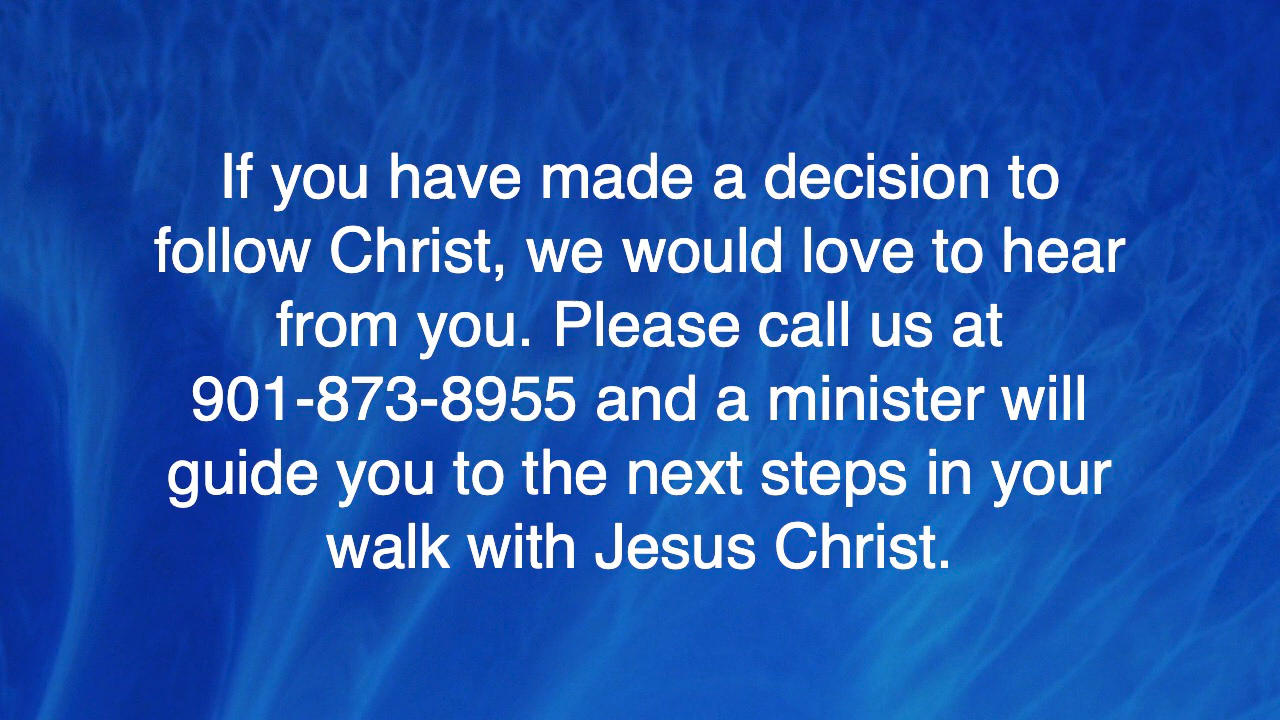 If you have made a decision to
follow Christ, we would love to hear
from you. Please call us at
901-873-8955 and a minister will
guide you to the next steps in your
walk with Jesus Christ.